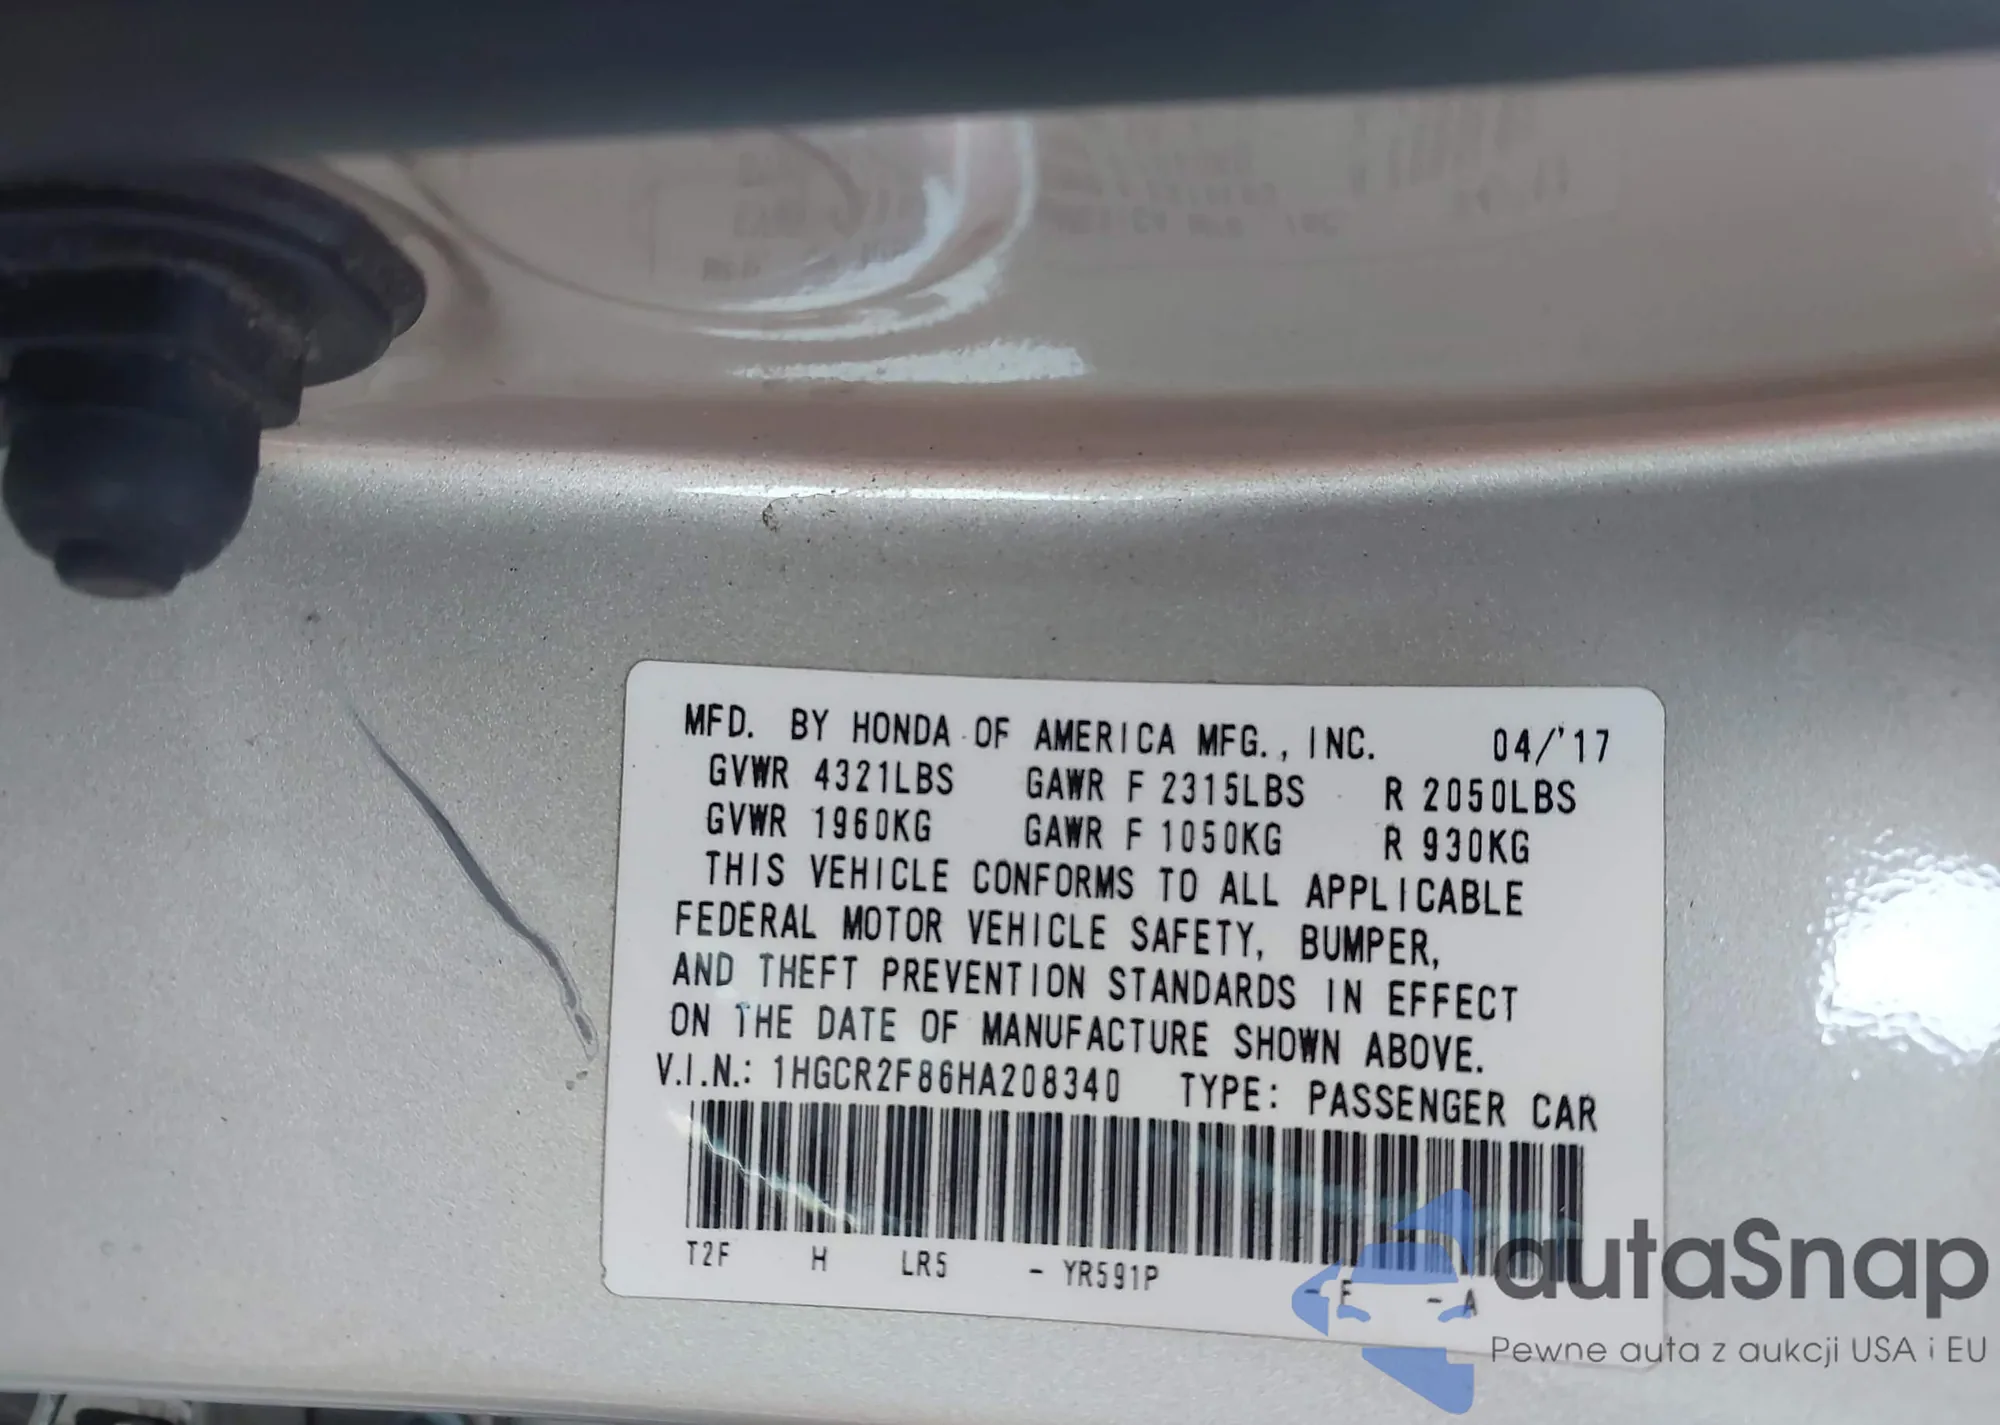 MFD. BY HONDA OF AMERICA MFG., INC. 04/'17
GVWR 4321LBS GAWR F 2315LBS R 2050LBS
GVWR 1960KG GAWR F 1050KG R 930KG
THIS VEHICLE CONFORMS TO ALL APPLICABLE
FEDERAL MOTOR VEHICLE SAFETY, BUMPER,
AND THEFT PREVENTION STANDARDS IN EFFECT
ON THE DATE OF MANUFACTURE SHOWN ABOVE.
V.I.N.: 1HGCR2F86HA208340 TYPE: PASSENGER CAR
T2F H LR5 - YR591P - F - A
autaSnap
Pewne auta z aukcji USA i EU